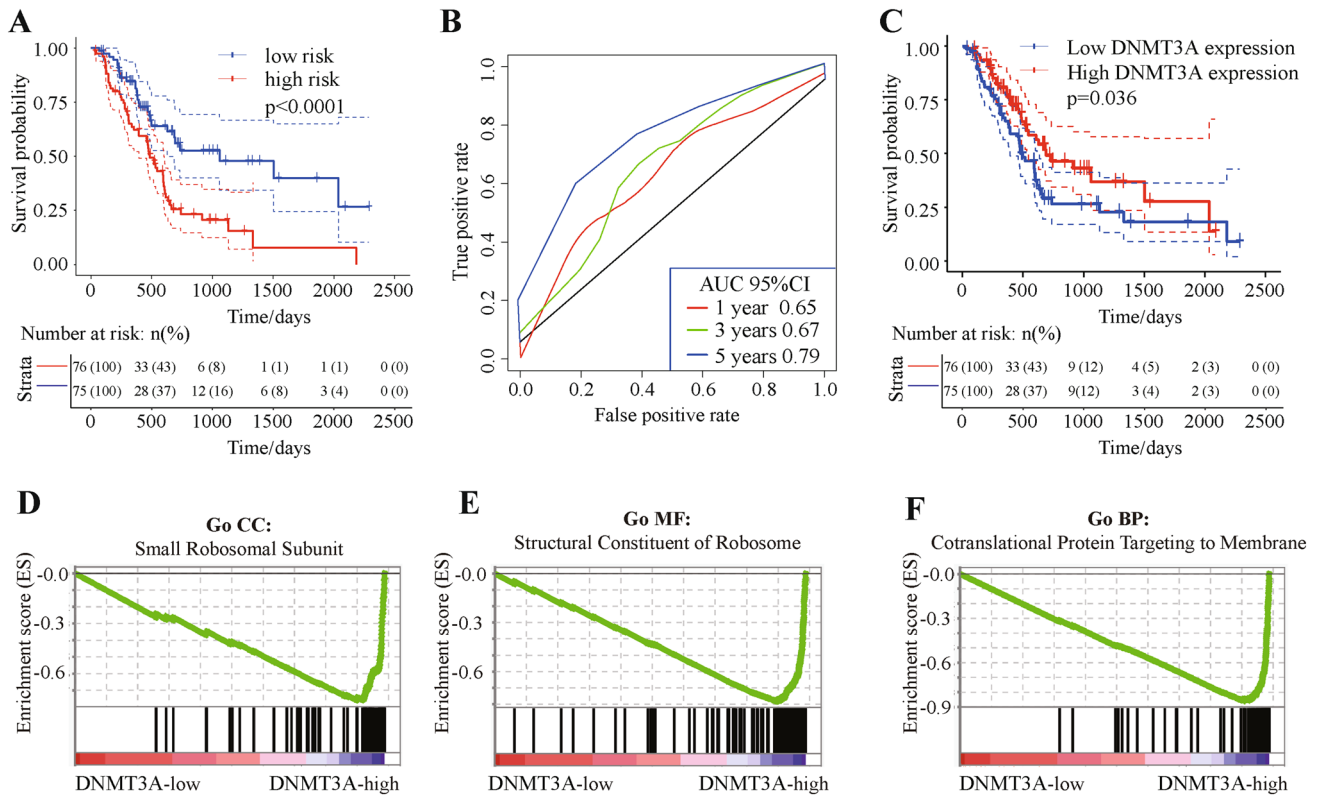 A
1.00
0.75
0.50
0.25
0.00
Survival probability
low risk
high risk
p<0.0001
0 500 1000 1500 2000 2500
Time/days
Number at risk: n(%)
Strata
76 (100) 33 (43) 6 (8) 1 (1) 1 (1) 0 (0)
75 (100) 28 (37) 12 (16) 6 (8) 3 (4) 0 (0)
0 500 1000 1500 2000 2500
Time/days
B
1.0
0.8
0.6
0.4
0.2
0.0
True positive rate
AUC 95%CI
1 year 0.65
3 years 0.67
5 years 0.79
0.0 0.2 0.4 0.6 0.8 1.0
False positive rate
C
1.00
0.75
0.50
0.25
0.00
Survival probability
Low DNMT3A expression
High DNMT3A expression
p=0.036
0 500 1000 1500 2000 2500
Time/days
Number at risk: n(%)
Strata
76 (100) 33 (43) 9 (12) 4 (5) 2 (3) 0 (0)
75 (100) 28 (37) 9(12) 3 (4) 2 (3) 0 (0)
0 500 1000 1500 2000 2500
Time/days
D
Go CC:
Small Robosomal Subunit
Enrichment score (ES)
-0.0
-0.3
-0.6
DNMT3A-low DNMT3A-high
E
Go MF:
Structural Constituent of Robosome
Enrichment score (ES)
-0.0
-0.3
-0.6
DNMT3A-low DNMT3A-high
F
Go BP:
Cotranslational Protein Targeting to Membrane
Enrichment score (ES)
-0.0
-0.3
-0.6
-0.9
DNMT3A-low DNMT3A-high